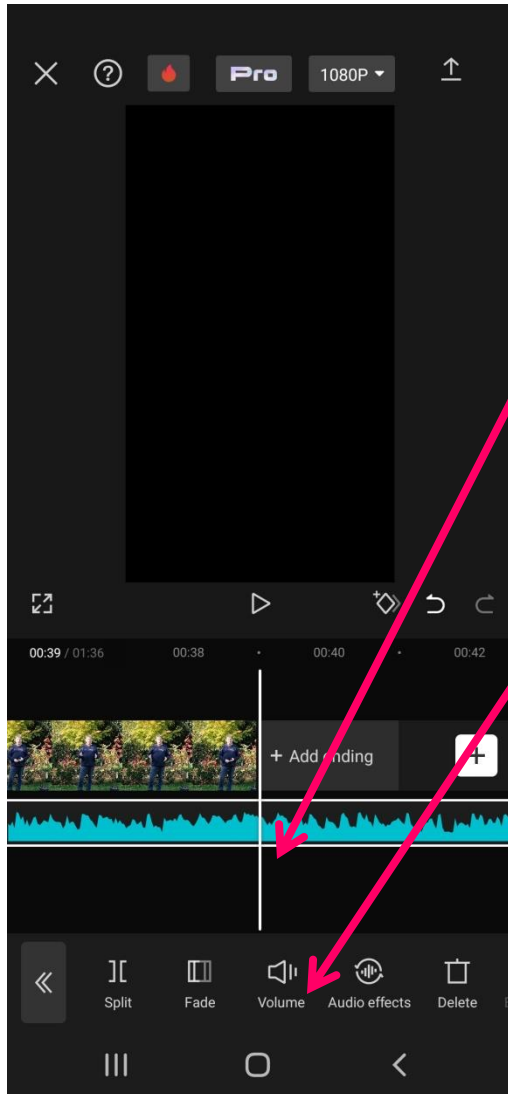 Pro 1080P
00:39 / 01:36 00:38 00:40 00:42
+ Add ending
Split Fade Volume Audio effects Delete